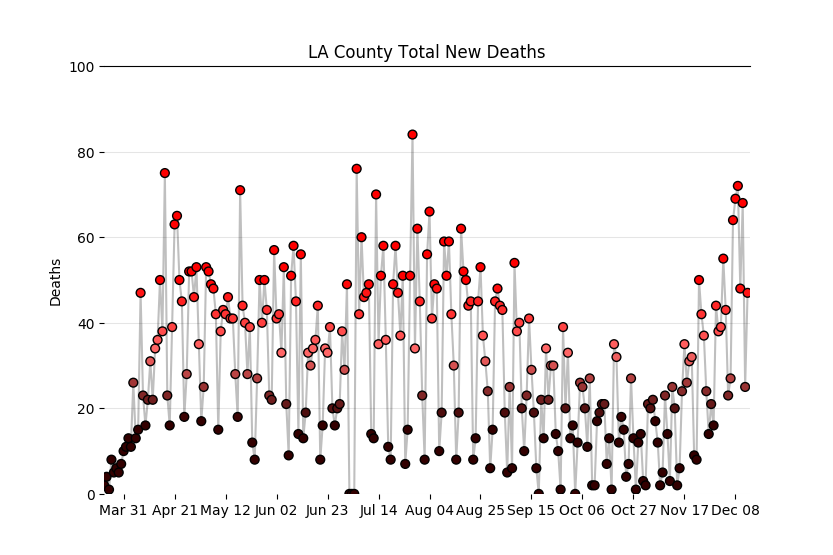 LA County Total New Deaths
100
80
60
40
20
0
Deaths
Mar 31 Apr 21 May 12 Jun 02 Jun 23 Jul 14 Aug 04 Aug 25 Sep 15 Oct 06 Oct 27 Nov 17 Dec 08